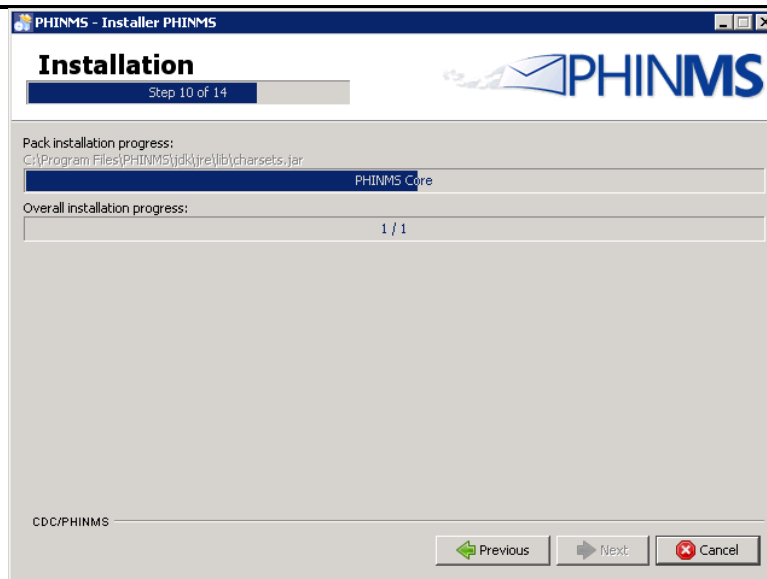 PHINMS - Installer PHINMS
Installation
Step 10 of 14
PHINMS
Pack installation progress:
C:\Program Files\PHINMS\jdk\jre\lib\charsets.jar
PHINMS Core
Overall installation progress:
1 / 1
CDC/PHINMS
Previous
Next
Cancel